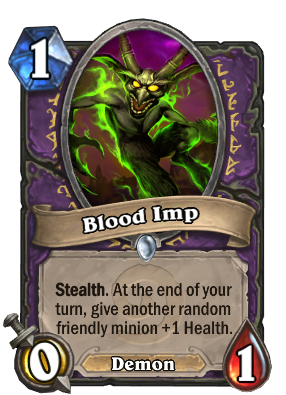 1
Blood Imp
Stealth. At the end of your
turn, give another random
friendly minion +1 Health.
0
Demon
1